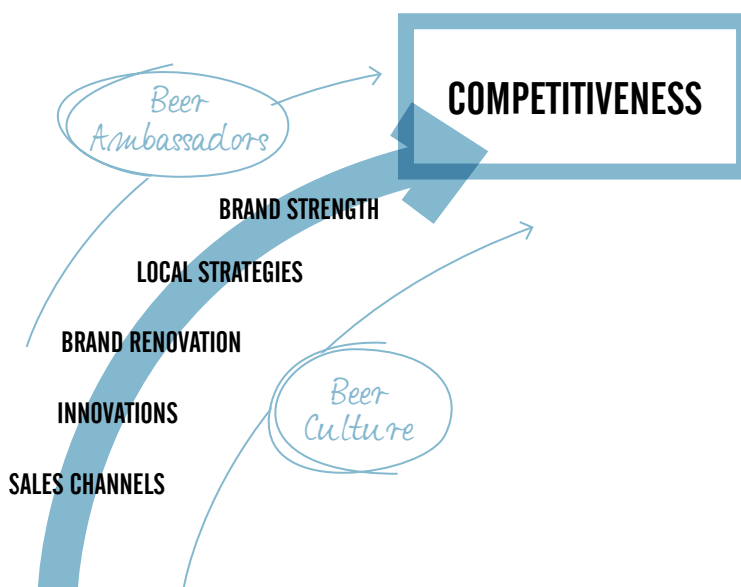 COMPETITIVENESS
Beer
Ambassadors
BRAND STRENGTH
LOCAL STRATEGIES
BRAND RENOVATION
INNOVATIONS
Beer
Culture
SALES CHANNELS